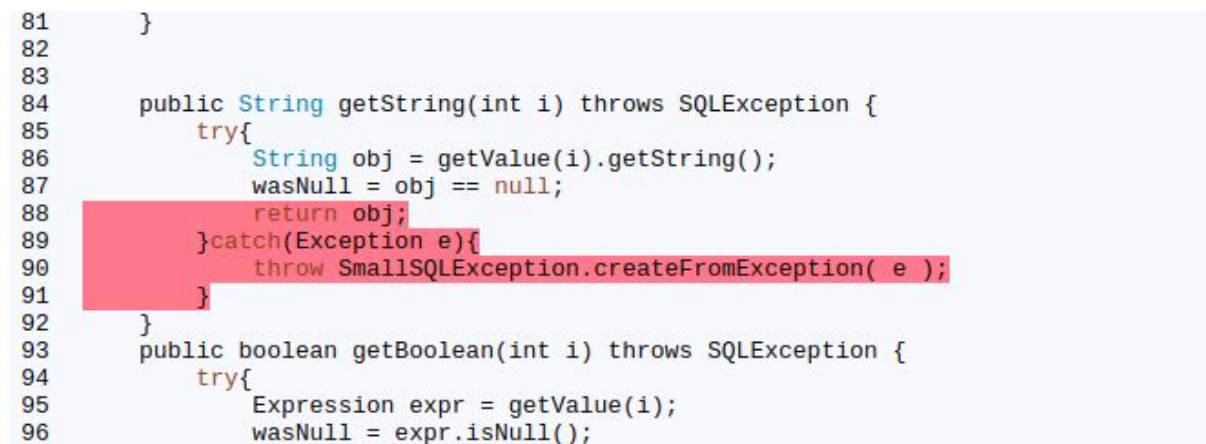 81 }
82
83
84 public String getString(int i) throws SQLException {
85 try{
86 String obj = getValue(i).getString();
87 wasNull = obj == null;
88 return obj;
89 }catch(Exception e){
90 throw SmallSQLException.createFromException( e );
91 }
92 }
93 public boolean getBoolean(int i) throws SQLException {
94 try{
95 Expression expr = getValue(i);
96 wasNull = expr.isNull();